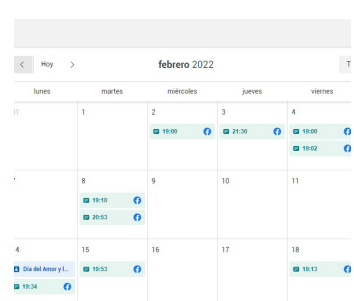 Hoy
febrero 2022
T
lunes martes miércoles jueves viernes
1 2 3 4
19:00 21:30 19:00
19:02
8 9 10 11
19:18
20:53
4 15 16 17 18
Día del Amor y l... 19:53 19:13
19:34